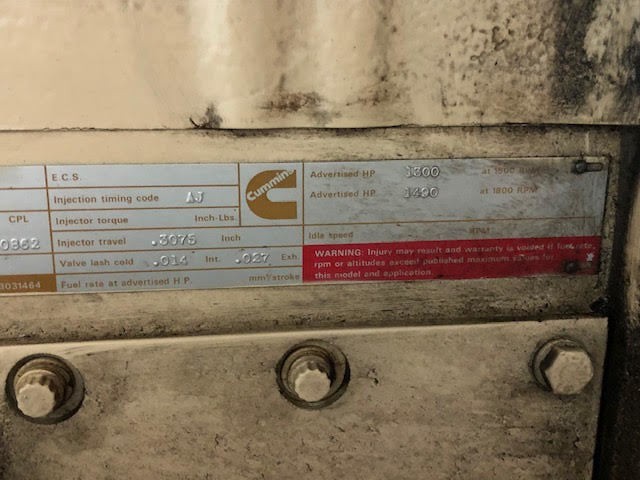 E.C.S.
Injection timing code AJ
CPL
Injector torque Inch-Lbs.
0862
Injector travel .3075 Inch
Valve lash cold .014 Int. .027 Exh.
3031464
Fuel rate at advertised H P. mm³/stroke
Cummins
Advertised HP 1300 at 1500 RPM
Advertised HP 1490 at 1800 RPM
Idle speed RPM
WARNING: Injury may result and warranty is voided if fuel rate,
rpm or altitudes exceed published maximum values for
this model and application.